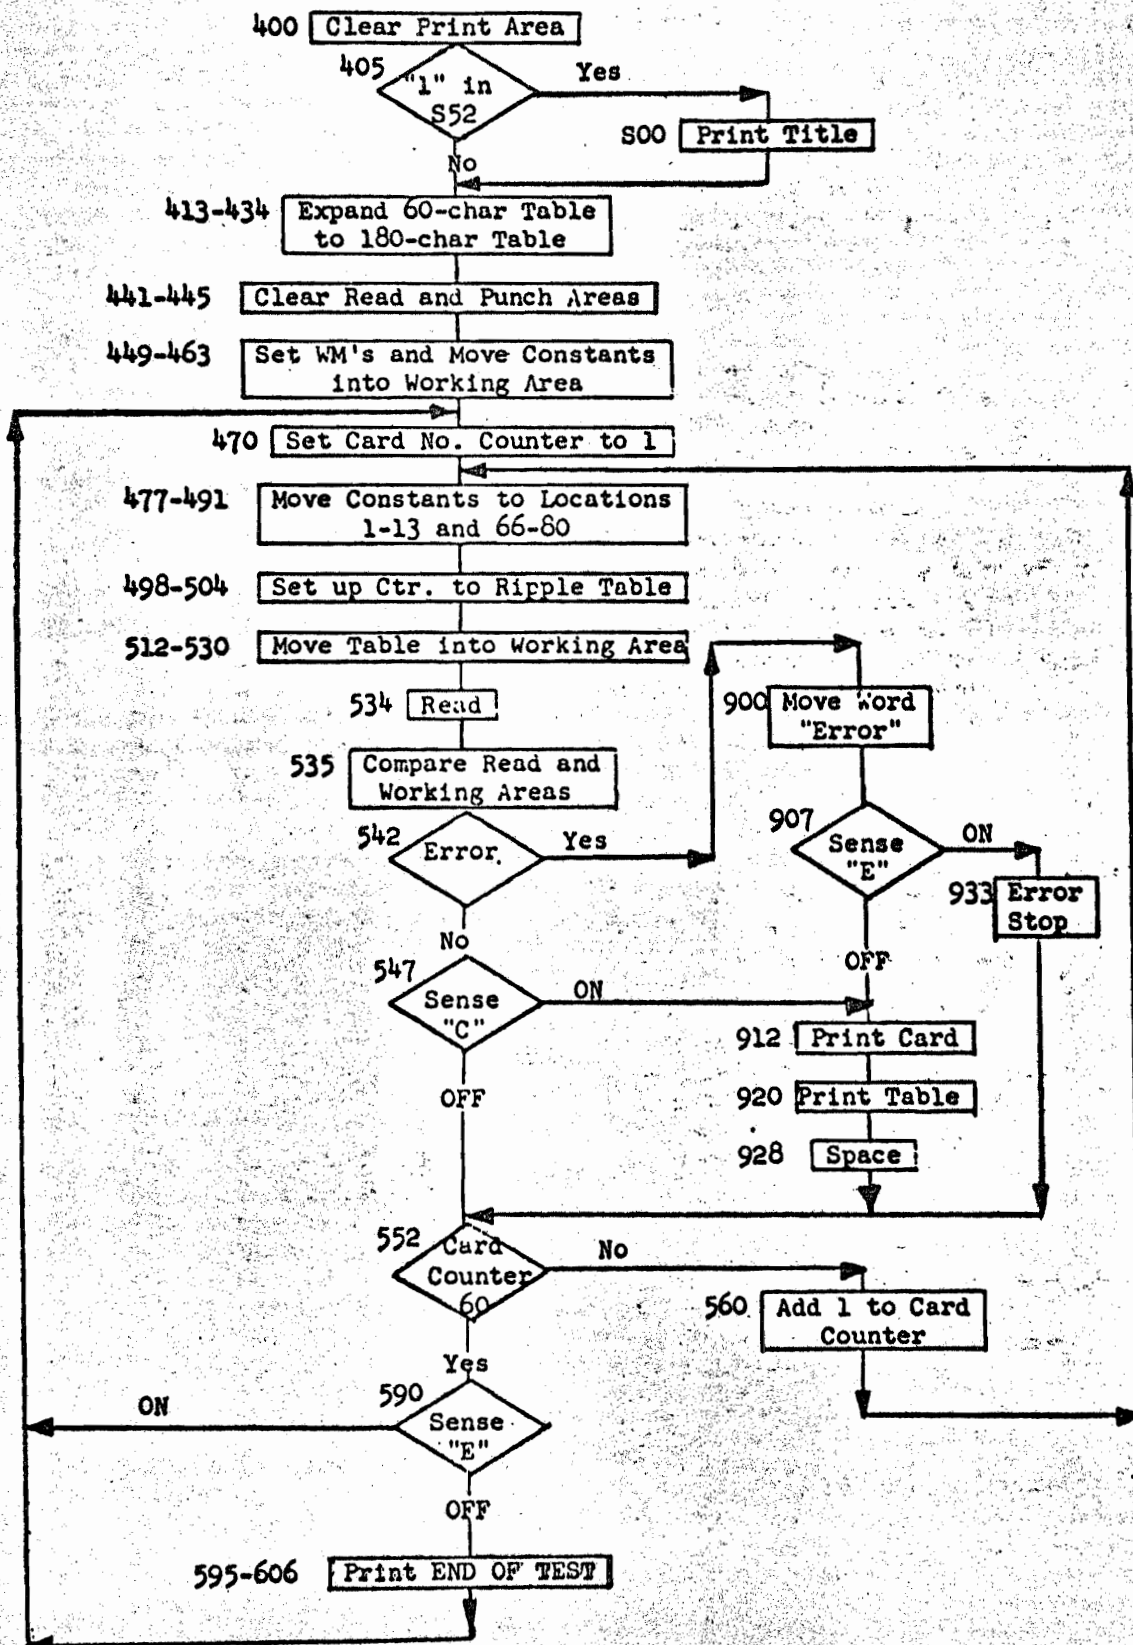 400 Clear Print Area
405 "1" in
S52
Yes
S00 Print Title
No
413-434 Expand 60-char Table
to 180-char Table
441-445 Clear Read and Punch Areas
449-463 Set WM's and Move Constants
into Working Area
470 Set Card No. Counter to 1
477-491 Move Constants to Locations
1-13 and 66-80
498-504 Set up Ctr. to Ripple Table
512-530 Move Table into Working Area
534 Read
900 Move Word
"Error"
535 Compare Read and
Working Areas
542 Error.
Yes
907 Sense
"E"
ON
933 Error
Stop
No
OFF
547 Sense
"C"
ON
912 Print Card
OFF
920 Print Table
928 Space
552 Card
Counter
60
No
560 Add 1 to Card
Counter
Yes
590 Sense
"E"
ON
OFF
595-606 Print END OF TEST